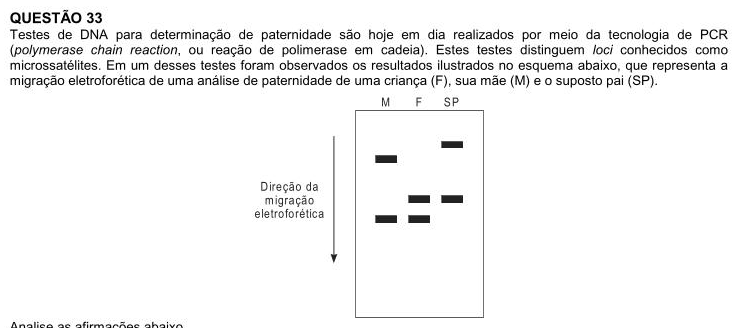 QUESTÃO 33
Testes de DNA para determinação de paternidade são hoje em dia realizados por meio da tecnologia de PCR
(polymerase chain reaction, ou reação de polimerase em cadeia). Estes testes distinguem loci conhecidos como
microssatélites. Em um desses testes foram observados os resultados ilustrados no esquema abaixo, que representa a
migração eletroforética de uma análise de paternidade de uma criança (F), sua mãe (M) e o suposto pai (SP).
M F SP
Direção da
migração
eletroforética
Analise as afirmações abaixo